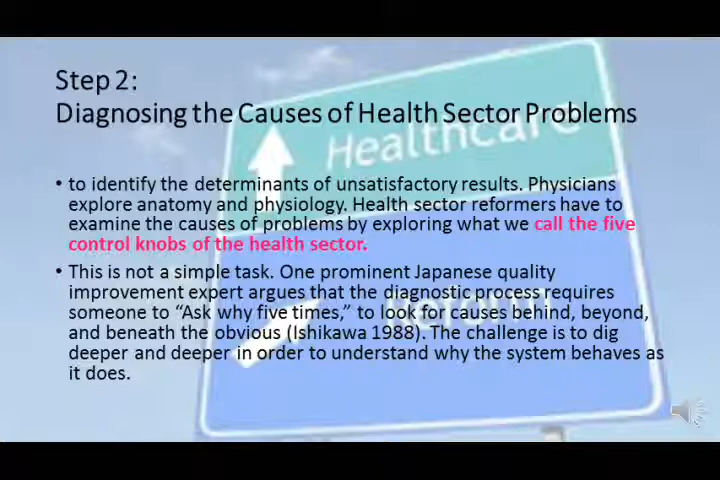 Step 2:
Diagnosing the Causes of Health Sector Problems
Healthcare
• to identify the determinants of unsatisfactory results. Physicians
explore anatomy and physiology. Health sector reformers have to
examine the causes of problems by exploring what we call the five
control knobs of the health sector.
• This is not a simple task. One prominent Japanese quality
improvement expert argues that the diagnostic process requires
someone to “Ask why five times,” to look for causes behind, beyond,
and beneath the obvious (Ishikawa 1988). The challenge is to dig
deeper and deeper in order to understand why the system behaves as
it does.
Reform